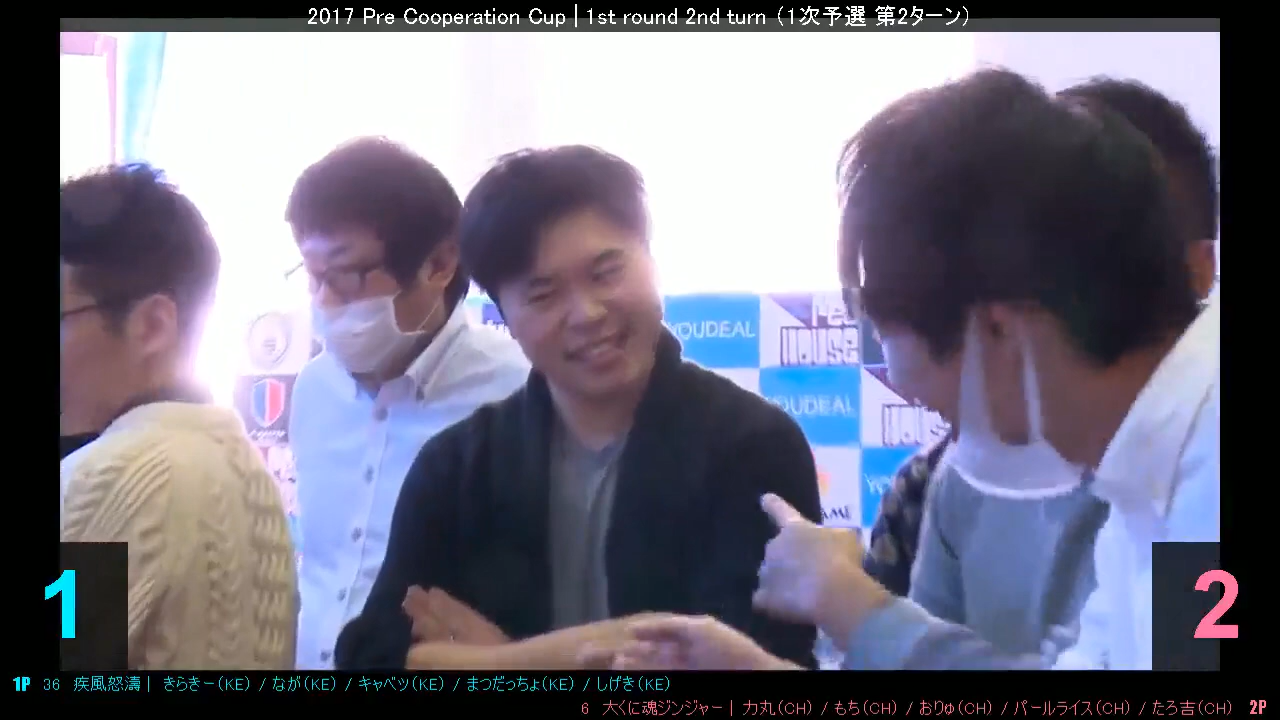 2017 Pre Cooperation Cup | 1st round 2nd turn (1次予選 第2ターン)
YOUDEAL
House
YOUDEAL
House
1
2
1P 36 疾風怒濤 | きらきー(KE) / なが(KE) / キャベツ(KE) / まつだっちょ(KE) / しげき(KE)
6 大くに魂ジンジャー | 力丸(CH) / もち(CH) / おりゅ(CH) / パールライス(CH) / たろ吉(CH) 2P